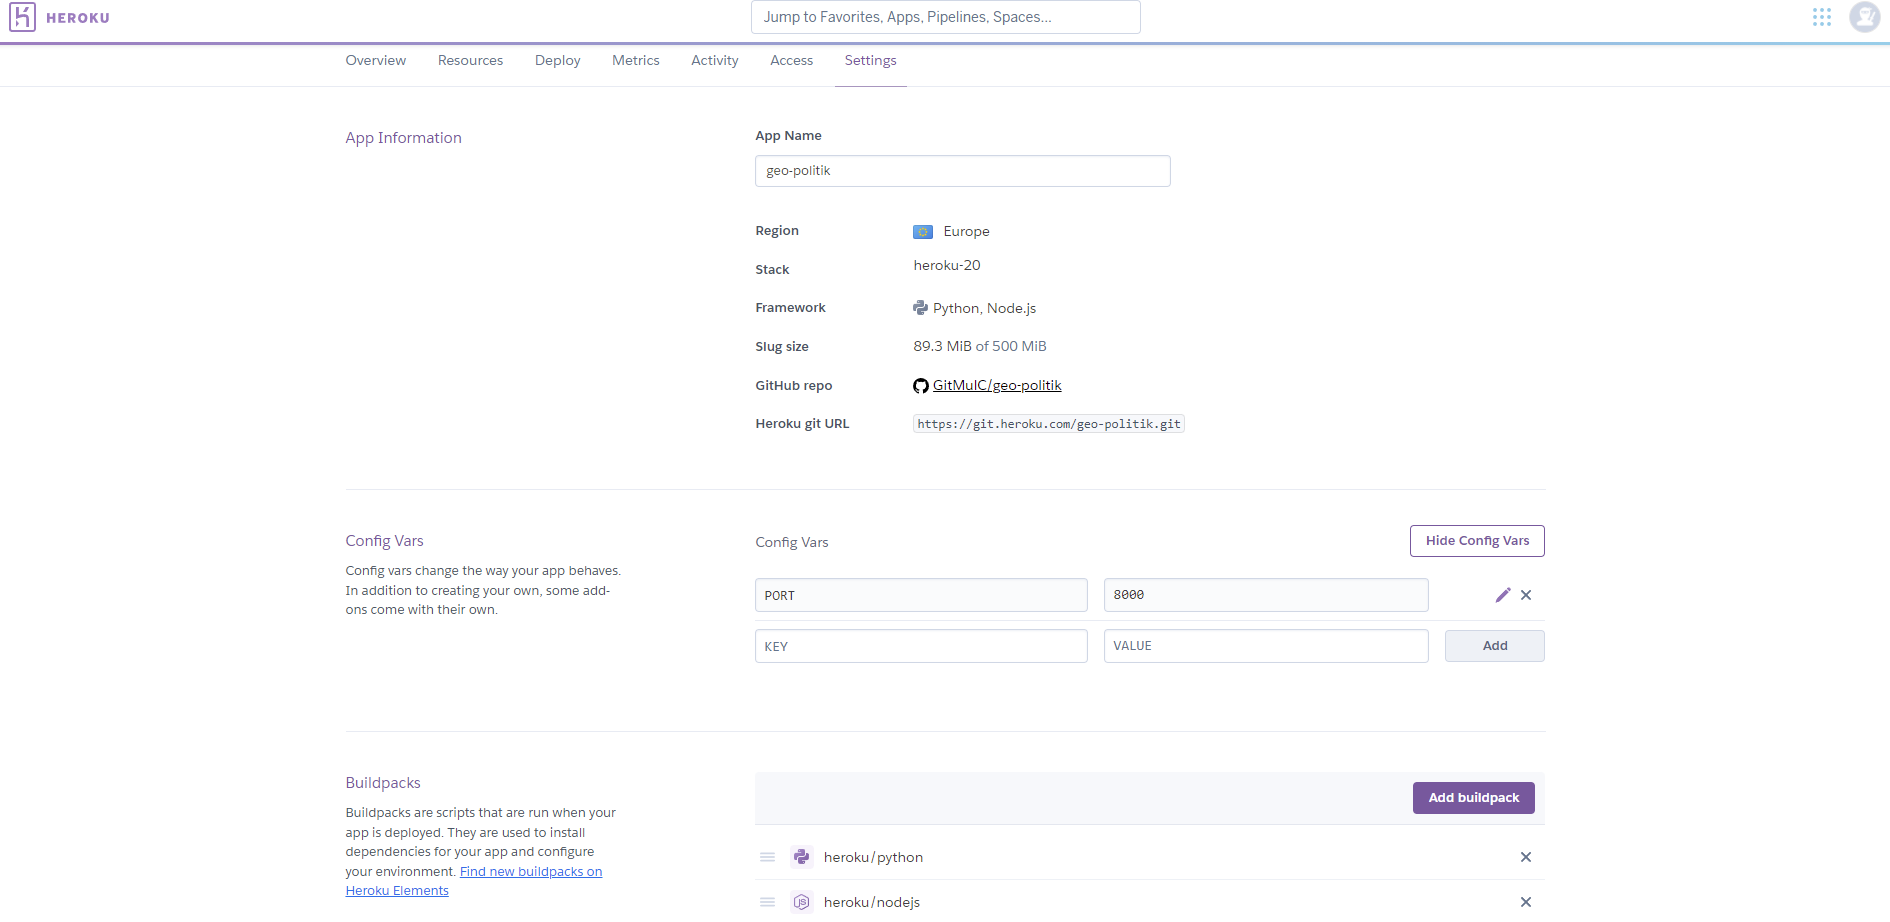 HEROKU
Jump to Favorites, Apps, Pipelines, Spaces...
Overview Resources Deploy Metrics Activity Access Settings
App Information
App Name
geo-politik
Region Europe
Stack heroku-20
Framework Python, Node.js
Slug size 89.3 MiB of 500 MiB
GitHub repo GitMulC/geo-politik
Heroku git URL https://git.heroku.com/geo-politik.git
Config Vars
Config vars change the way your app behaves.
In addition to creating your own, some add-
ons come with their own.
Config Vars Hide Config Vars
PORT 8000
KEY VALUE Add
Buildpacks
Buildpacks are scripts that are run when your
app is deployed. They are used to install
dependencies for your app and configure
your environment. Find new buildpacks on
Heroku Elements
Add buildpack
heroku/python
JS heroku/nodejs